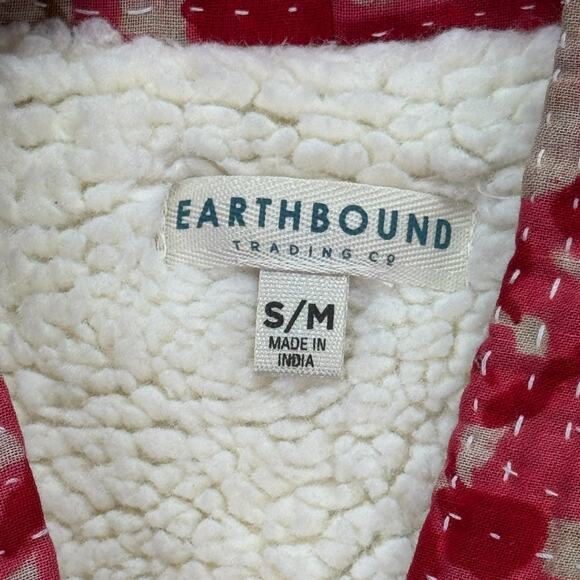 EARTHBOUND
TRADING CO
S/M
MADE IN
INDIA